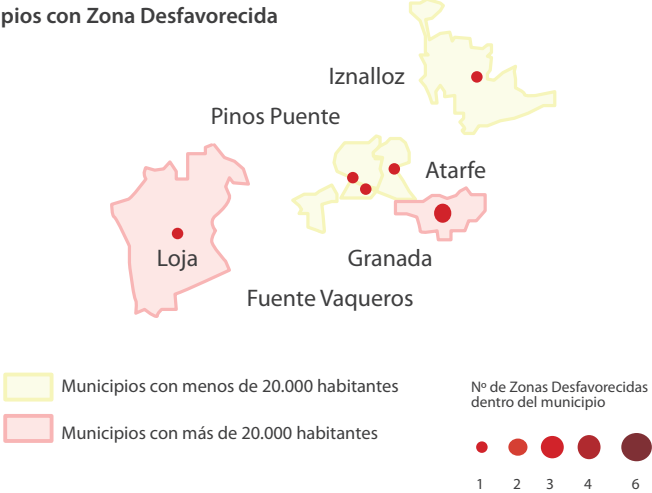 pios con Zona Desfavorecida
Iznalloz
Pinos Puente
Atarfe
Loja
Granada
Fuente Vaqueros
Municipios con menos de 20.000 habitantes
Municipios con más de 20.000 habitantes
Nº de Zonas Desfavorecidas
dentro del municipio
1 2 3 4 6